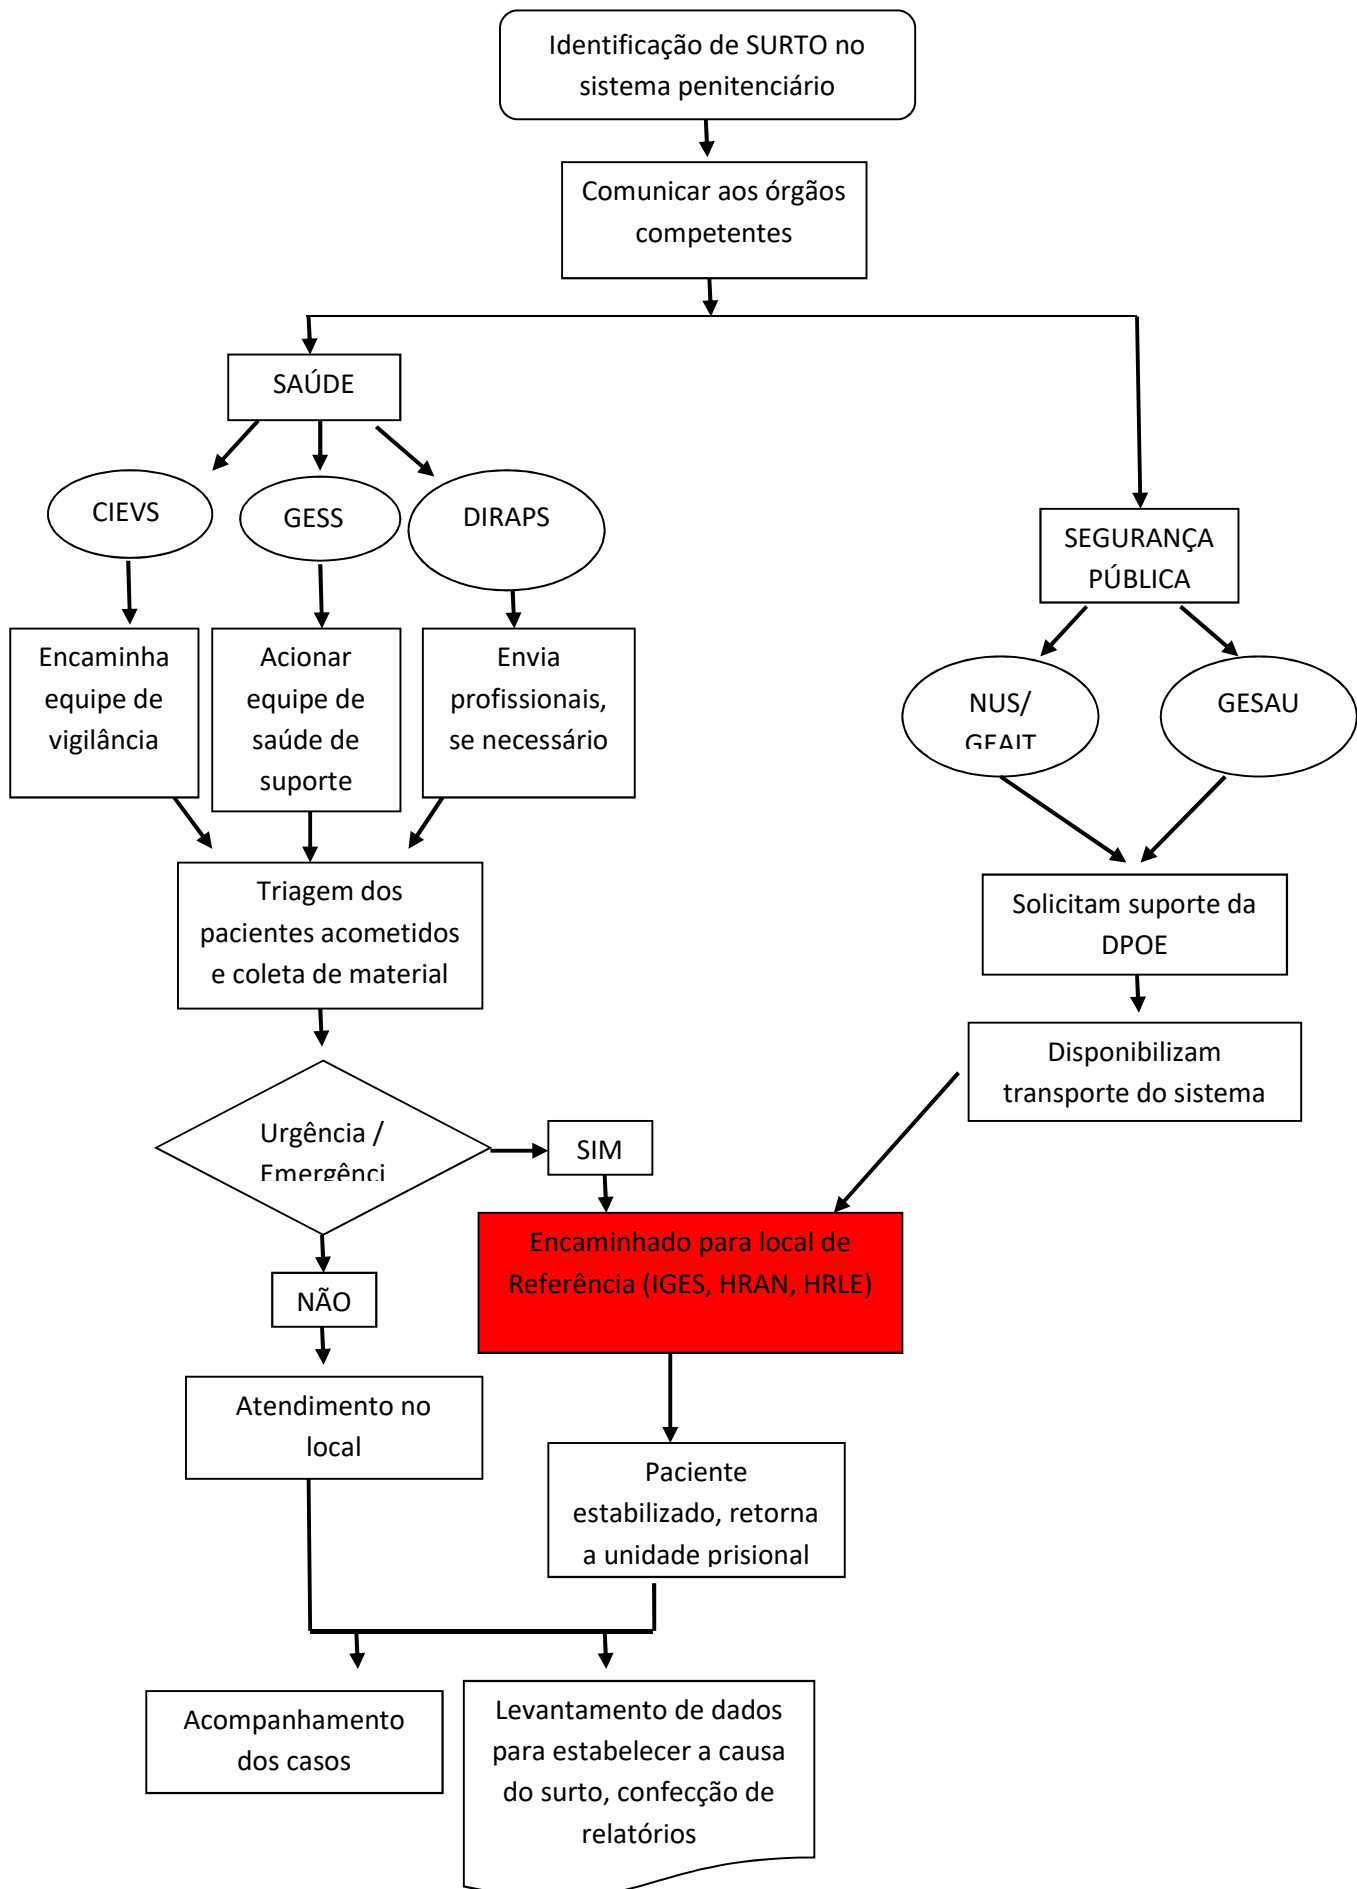 Identificação de SURTO no
sistema penitenciário
Comunicar aos órgãos
competentes
SAÚDE
CIEVS
GESS
DIRAPS
SEGURANÇA
PÚBLICA
Encaminha
equipe de
vigilância
Acionar
equipe de
saúde de
suporte
Envia
profissionais,
se necessário
NUS/
GEAIT
GESAU
Triagem dos
pacientes acometidos
e coleta de material
Solicitam suporte da
DPOE
Disponibilizam
transporte do sistema
Urgência /
Emergênci
SIM
Encaminhado para local de
Referência (IGES, HRAN, HRLE)
NÃO
Atendimento no
local
Paciente
estabilizado, retorna
a unidade prisional
Acompanhamento
dos casos
Levantamento de dados
para estabelecer a causa
do surto, confecção de
relatórios